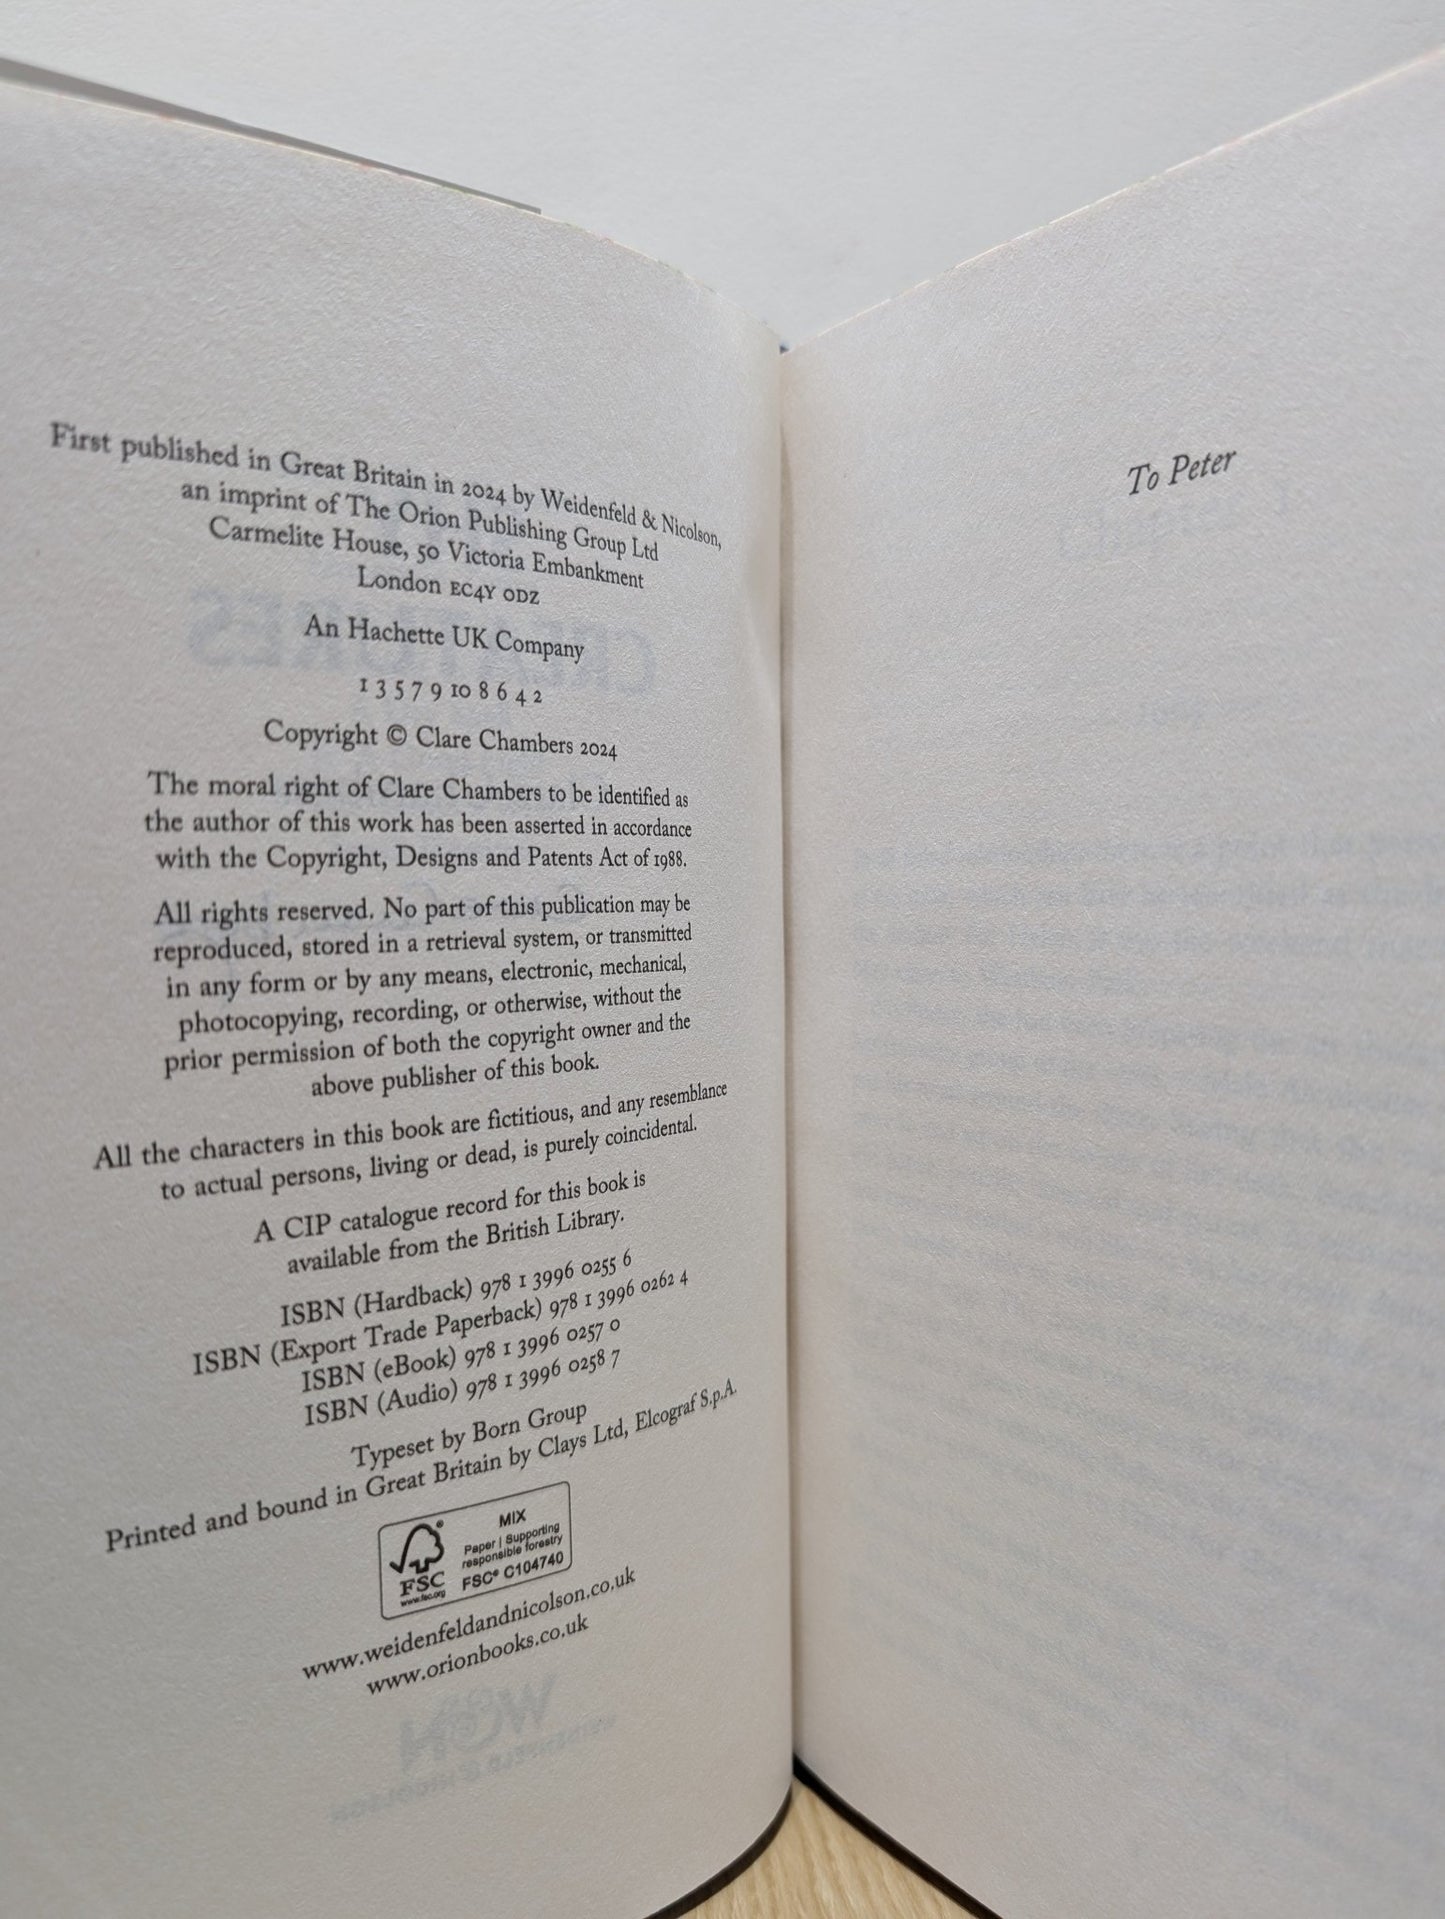 First published in Great Britain in 2024 by Weidenfeld & Nicolson,
an imprint of The Orion Publishing Group Ltd
Carmelite House, 50 Victoria Embankment
London EC4Y 0DZ
An Hachette UK Company
1 3 5 7 9 10 8 6 4 2
Copyright © Clare Chambers 2024
The moral right of Clare Chambers to be identified as
the author of this work has been asserted in accordance
with the Copyright, Designs and Patents Act of 1988.
All rights reserved. No part of this publication may be
reproduced, stored in a retrieval system, or transmitted
in any form or by any means, electronic, mechanical,
photocopying, recording, or otherwise, without the
prior permission of both the copyright owner and the
above publisher of this book.
All the characters in this book are fictitious, and any resemblance
to actual persons, living or dead, is purely coincidental.
A CIP catalogue record for this book is
available from the British Library.
ISBN (Hardback) 978 1 3996 0255 6
ISBN (Export Trade Paperback) 978 1 3996 0262 4
ISBN (eBook) 978 1 3996 0257 0
ISBN (Audio) 978 1 3996 0258 7
Typeset by Born Group
Printed and bound in Great Britain by Clays Ltd, Elcograf S.p.A.
FSC
www.fsc.org
MIX
Paper | Supporting
responsible forestry
FSC® C104740
www.weidenfeldandnicolson.co.uk
www.orionbooks.co.uk
To Peter